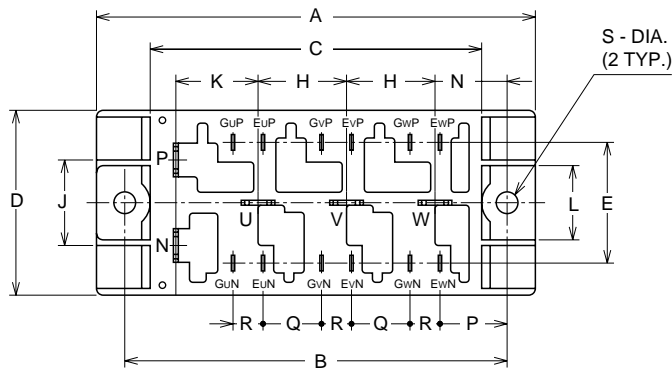 A
S - DIA.
(2 TYP.)
C
K H H N
GUP EUP GVP EVP GWP EWP
P
D J L E
U V W
N
GUN EUN GVN EVN GWN EWN
R Q R Q R P
B